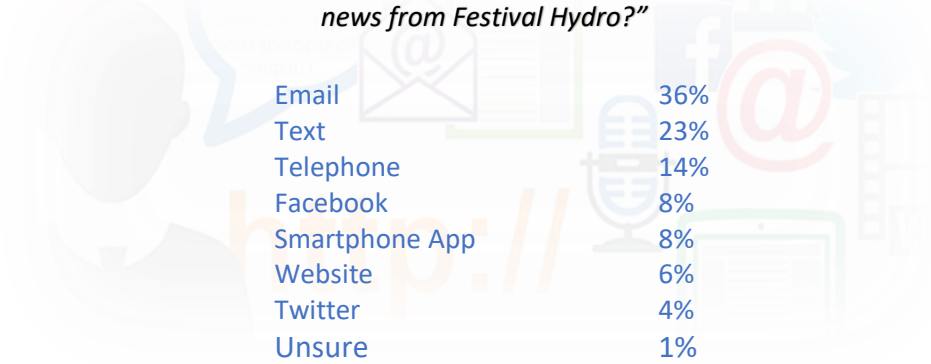 news from Festival Hydro?”
Email 36%
Text 23%
Telephone 14%
Facebook 8%
Smartphone App 8%
Website 6%
Twitter 4%
Unsure 1%
http://